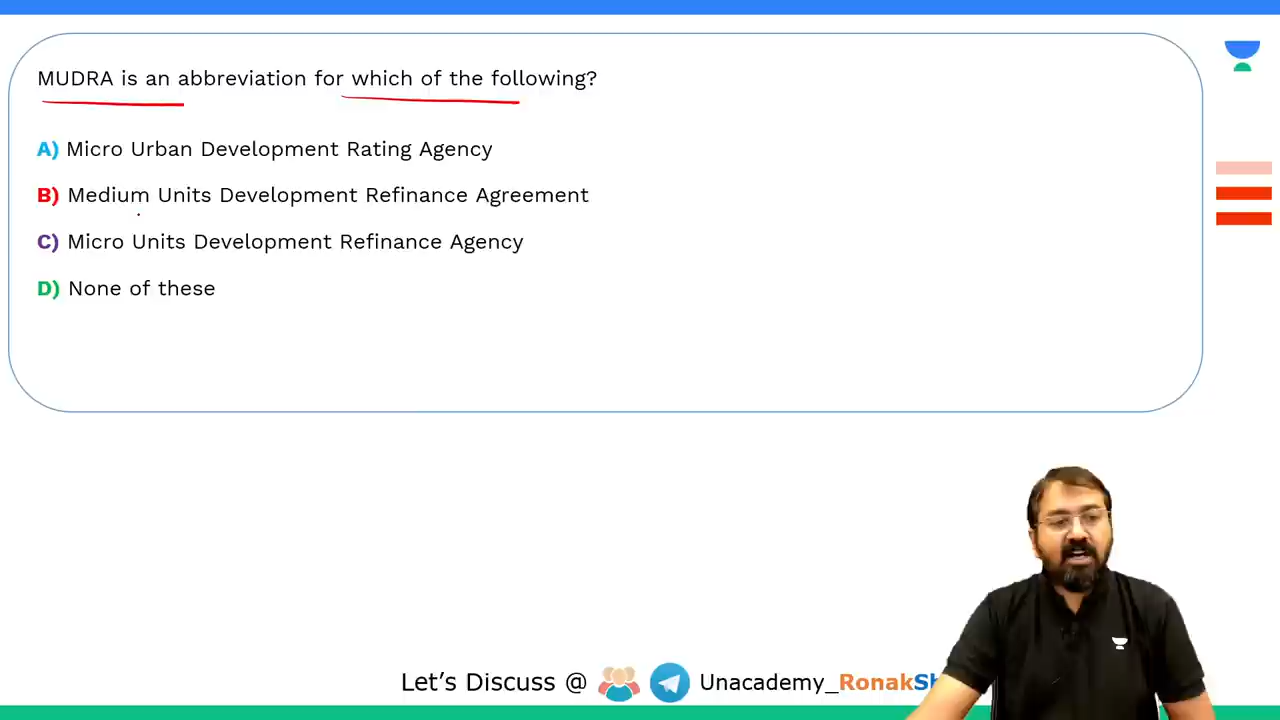 MUDRA is an abbreviation for which of the following?
A) Micro Urban Development Rating Agency
B) Medium Units Development Refinance Agreement
C) Micro Units Development Refinance Agency
D) None of these
Let's Discuss @ Unacademy_RonakSh